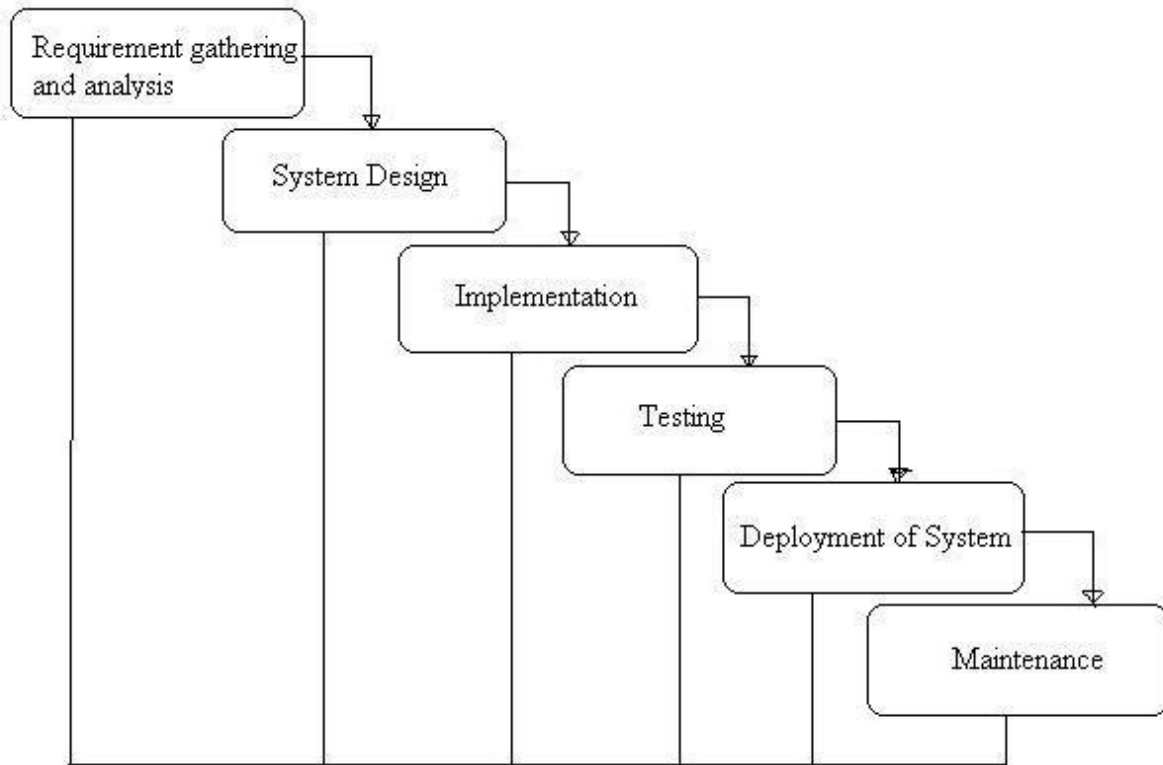 Requirement gathering
and analysis
System Design
Implementation
Testing
Deployment of System
Maintenance